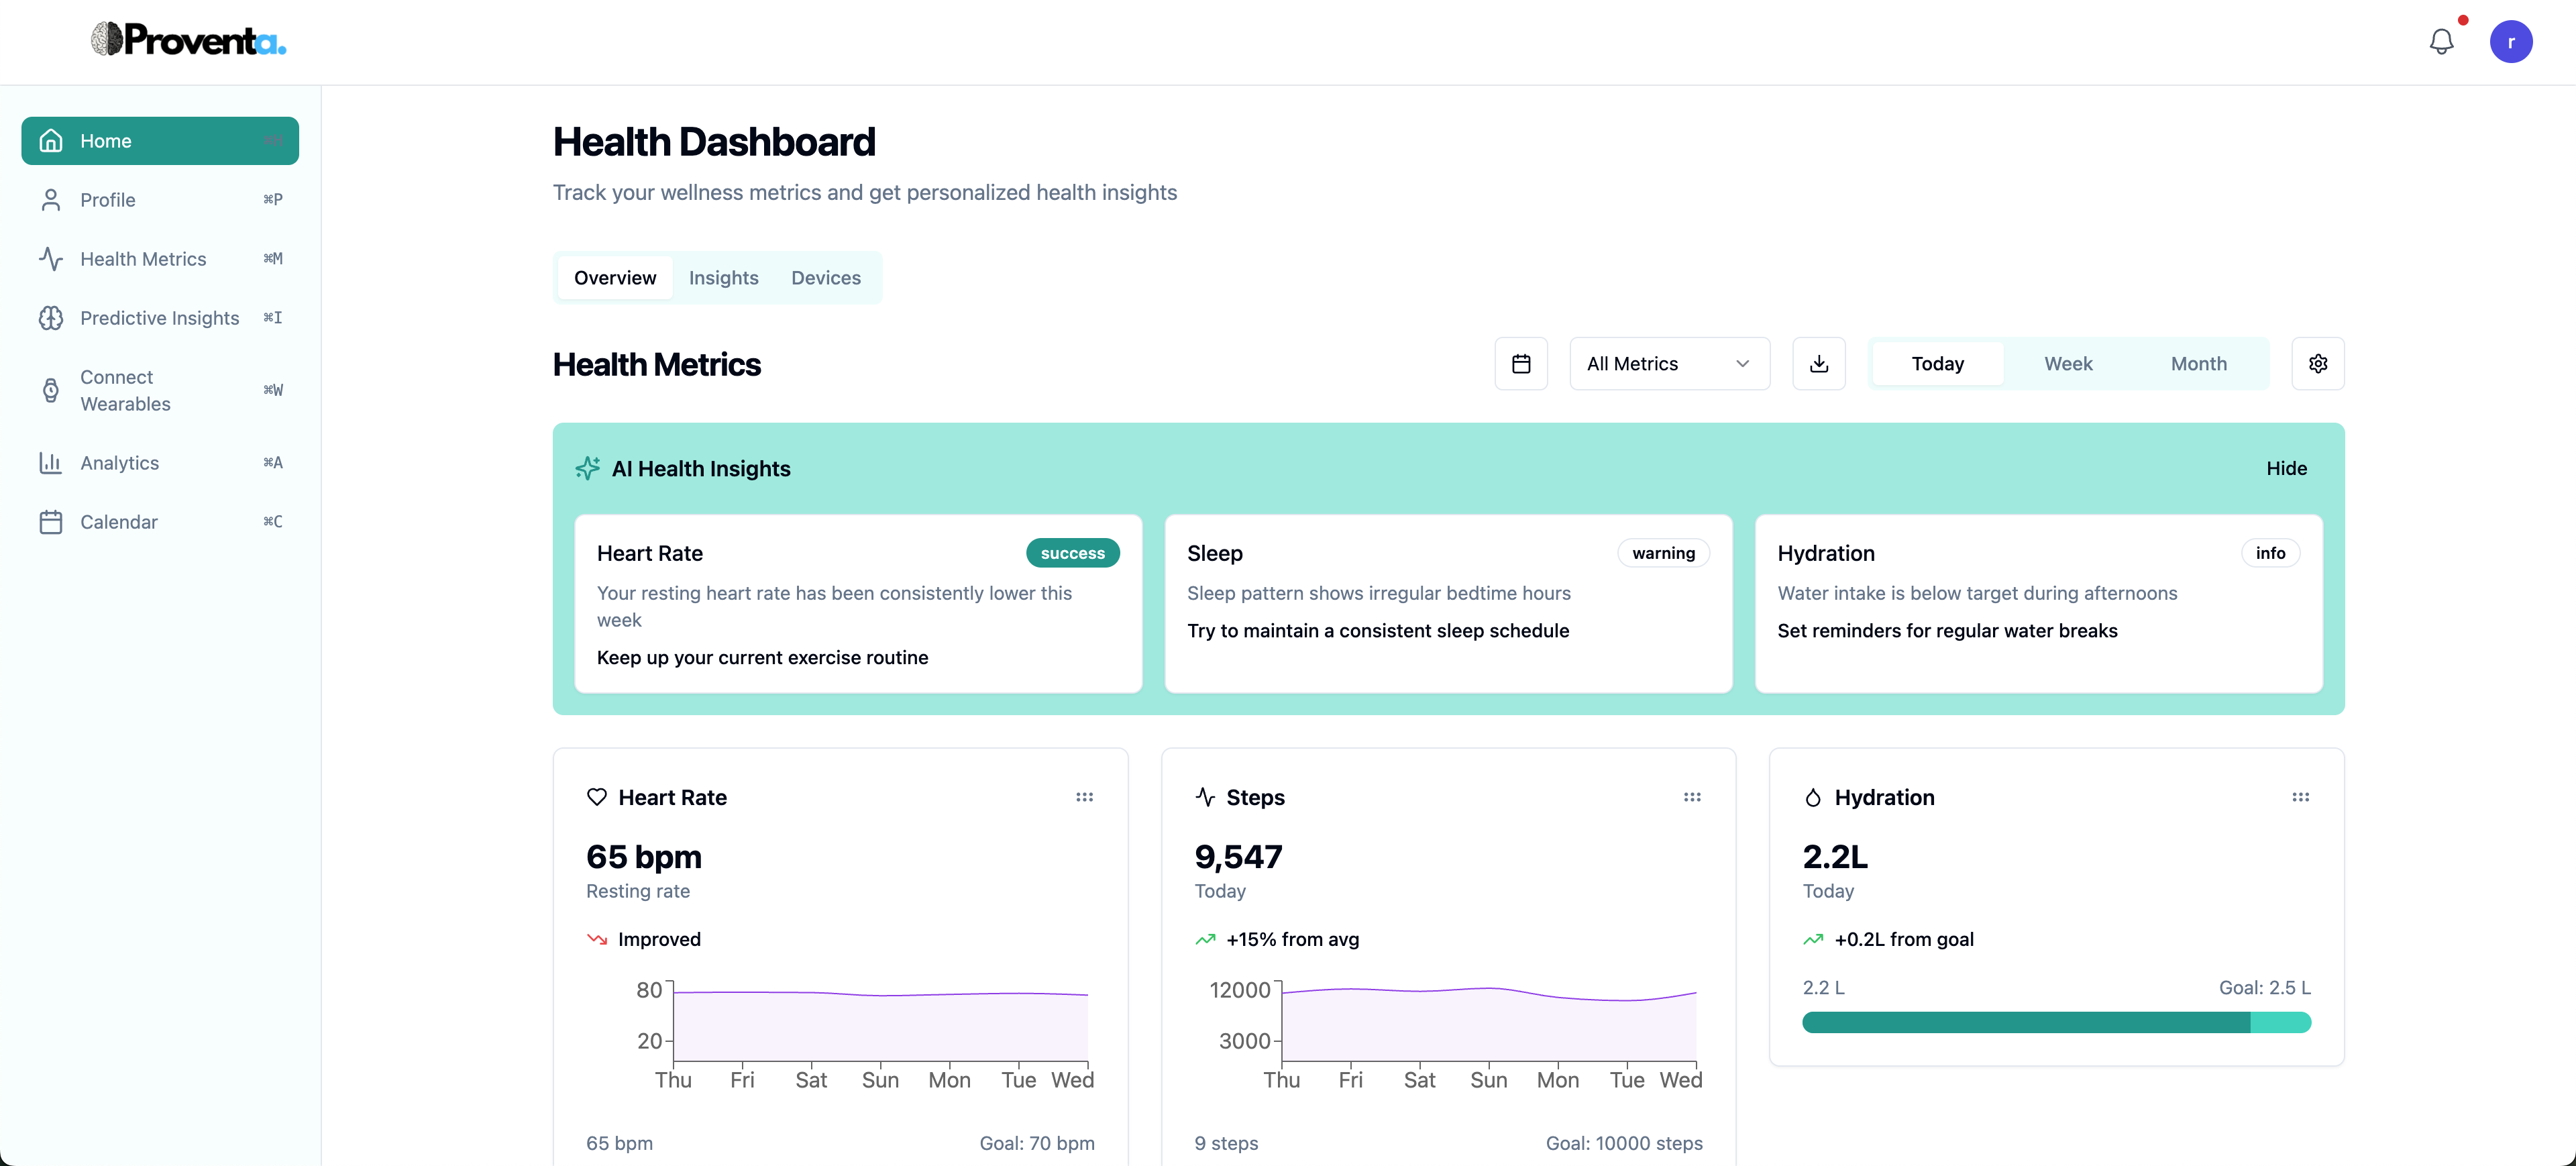 Proventa.
r
Home
Profile ⌘P
Health Metrics ⌘M
Predictive Insights ⌘I
Connect
Wearables ⌘W
Analytics ⌘A
Calendar ⌘C
Health Dashboard
Track your wellness metrics and get personalized health insights
Overview Insights Devices
Health Metrics
All Metrics
Today Week Month
AI Health Insights
Hide
Heart Rate success
Your resting heart rate has been consistently lower this
week
Keep up your current exercise routine
Sleep warning
Sleep pattern shows irregular bedtime hours
Try to maintain a consistent sleep schedule
Hydration info
Water intake is below target during afternoons
Set reminders for regular water breaks
Heart Rate
65 bpm
Resting rate
Improved
80
20
Thu Fri Sat Sun Mon Tue Wed
65 bpm Goal: 70 bpm
Steps
9,547
Today
+15% from avg
12000
3000
Thu Fri Sat Sun Mon Tue Wed
9 steps Goal: 10000 steps
Hydration
2.2L
Today
+0.2L from goal
2.2 L Goal: 2.5 L